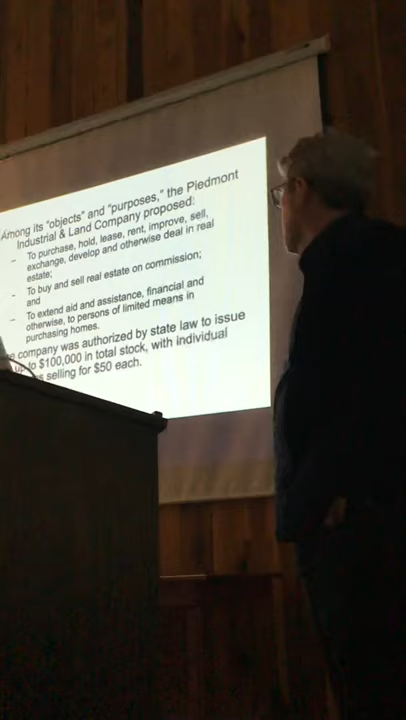 Among its "objects" and "purposes," the Piedmont
Industrial & Land Company proposed:
– To purchase, hold, lease, rent, improve, sell,
exchange, develop and otherwise deal in real
estate;
- To buy and sell real estate on commission;
and
– To extend aid and assistance, financial and
otherwise, to persons of limited means in
purchasing homes.
company was authorized by state law to issue
up to $100,000 in total stock, with individual
selling for $50 each.